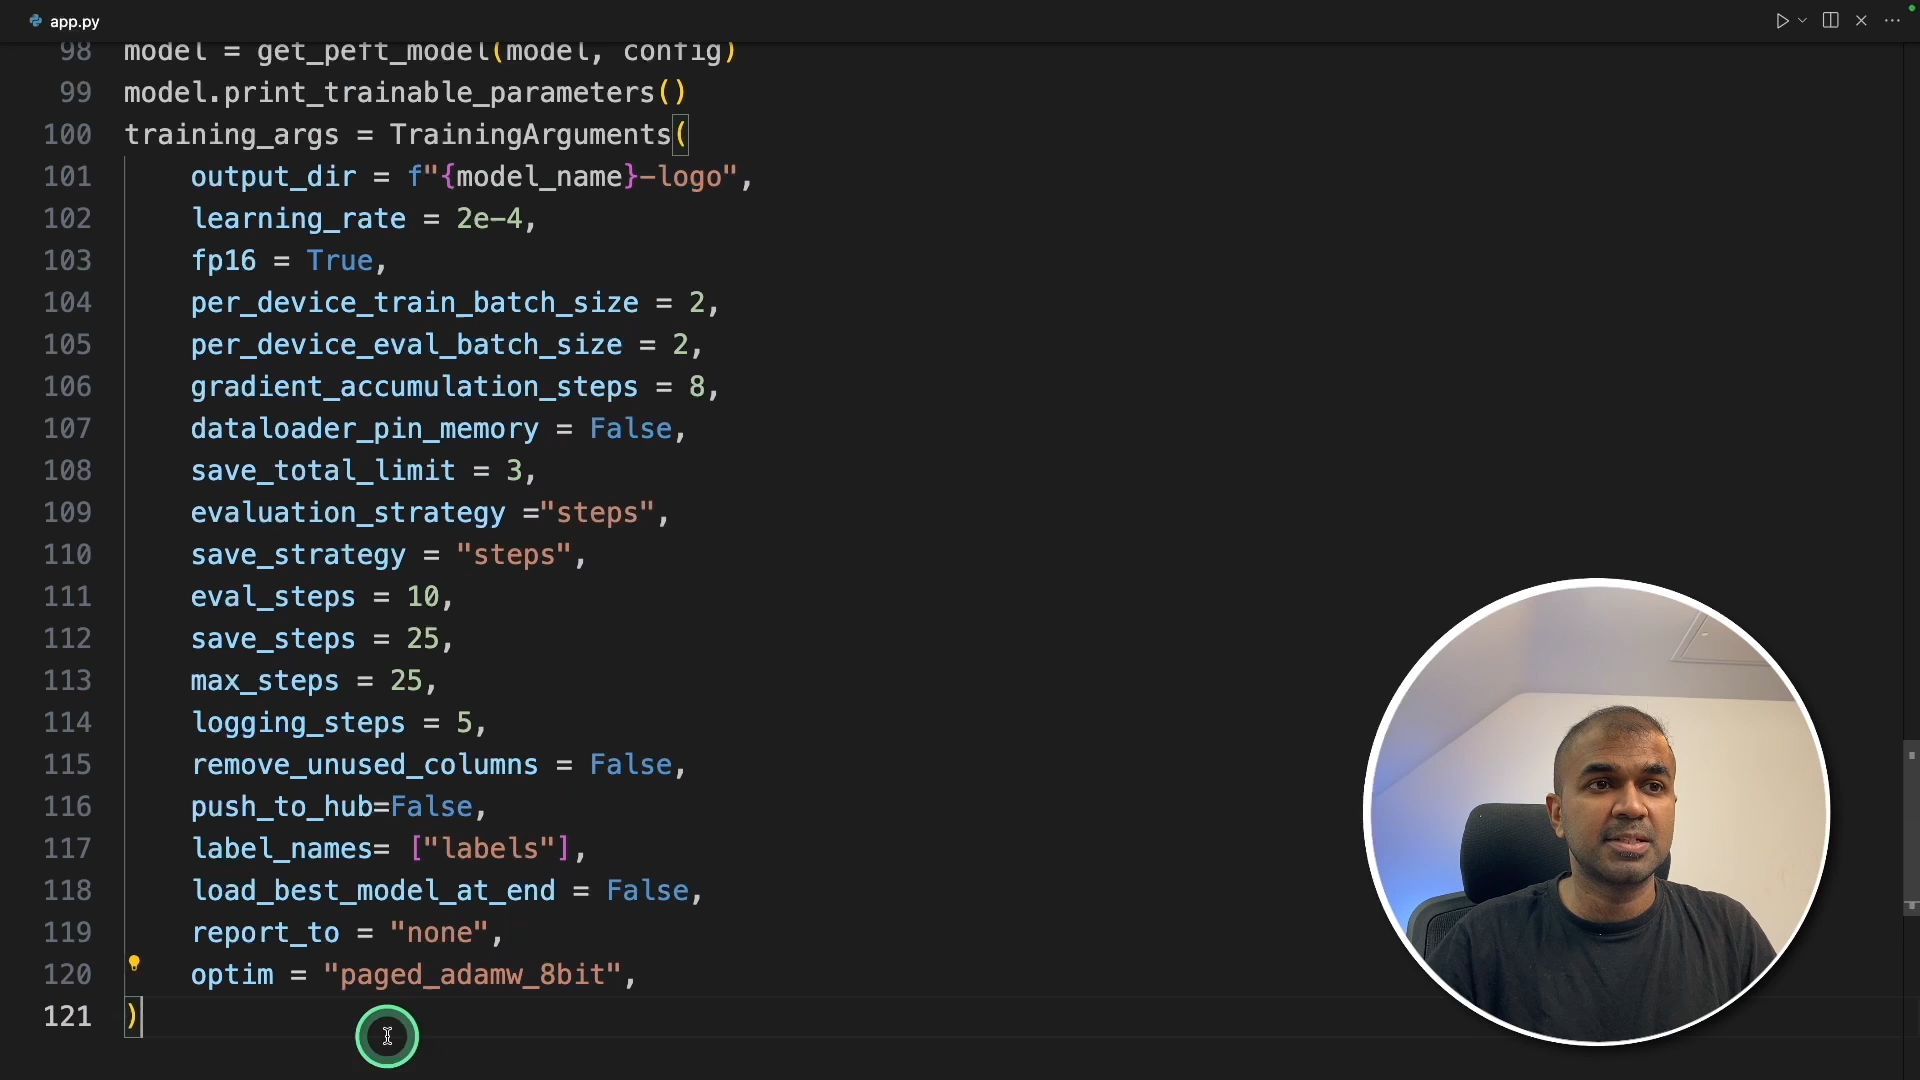 app.py
98 model = get_peft_model(model, config)
99 model.print_trainable_parameters()
100 training_args = TrainingArguments(
101 output_dir = f"{model_name}-logo",
102 learning_rate = 2e-4,
103 fp16 = True,
104 per_device_train_batch_size = 2,
105 per_device_eval_batch_size = 2,
106 gradient_accumulation_steps = 8,
107 dataloader_pin_memory = False,
108 save_total_limit = 3,
109 evaluation_strategy ="steps",
110 save_strategy = "steps",
111 eval_steps = 10,
112 save_steps = 25,
113 max_steps = 25,
114 logging_steps = 5,
115 remove_unused_columns = False,
116 push_to_hub=False,
117 label_names= ["labels"],
118 load_best_model_at_end = False,
119 report_to = "none",
120 optim = "paged_adamw_8bit",
121 )